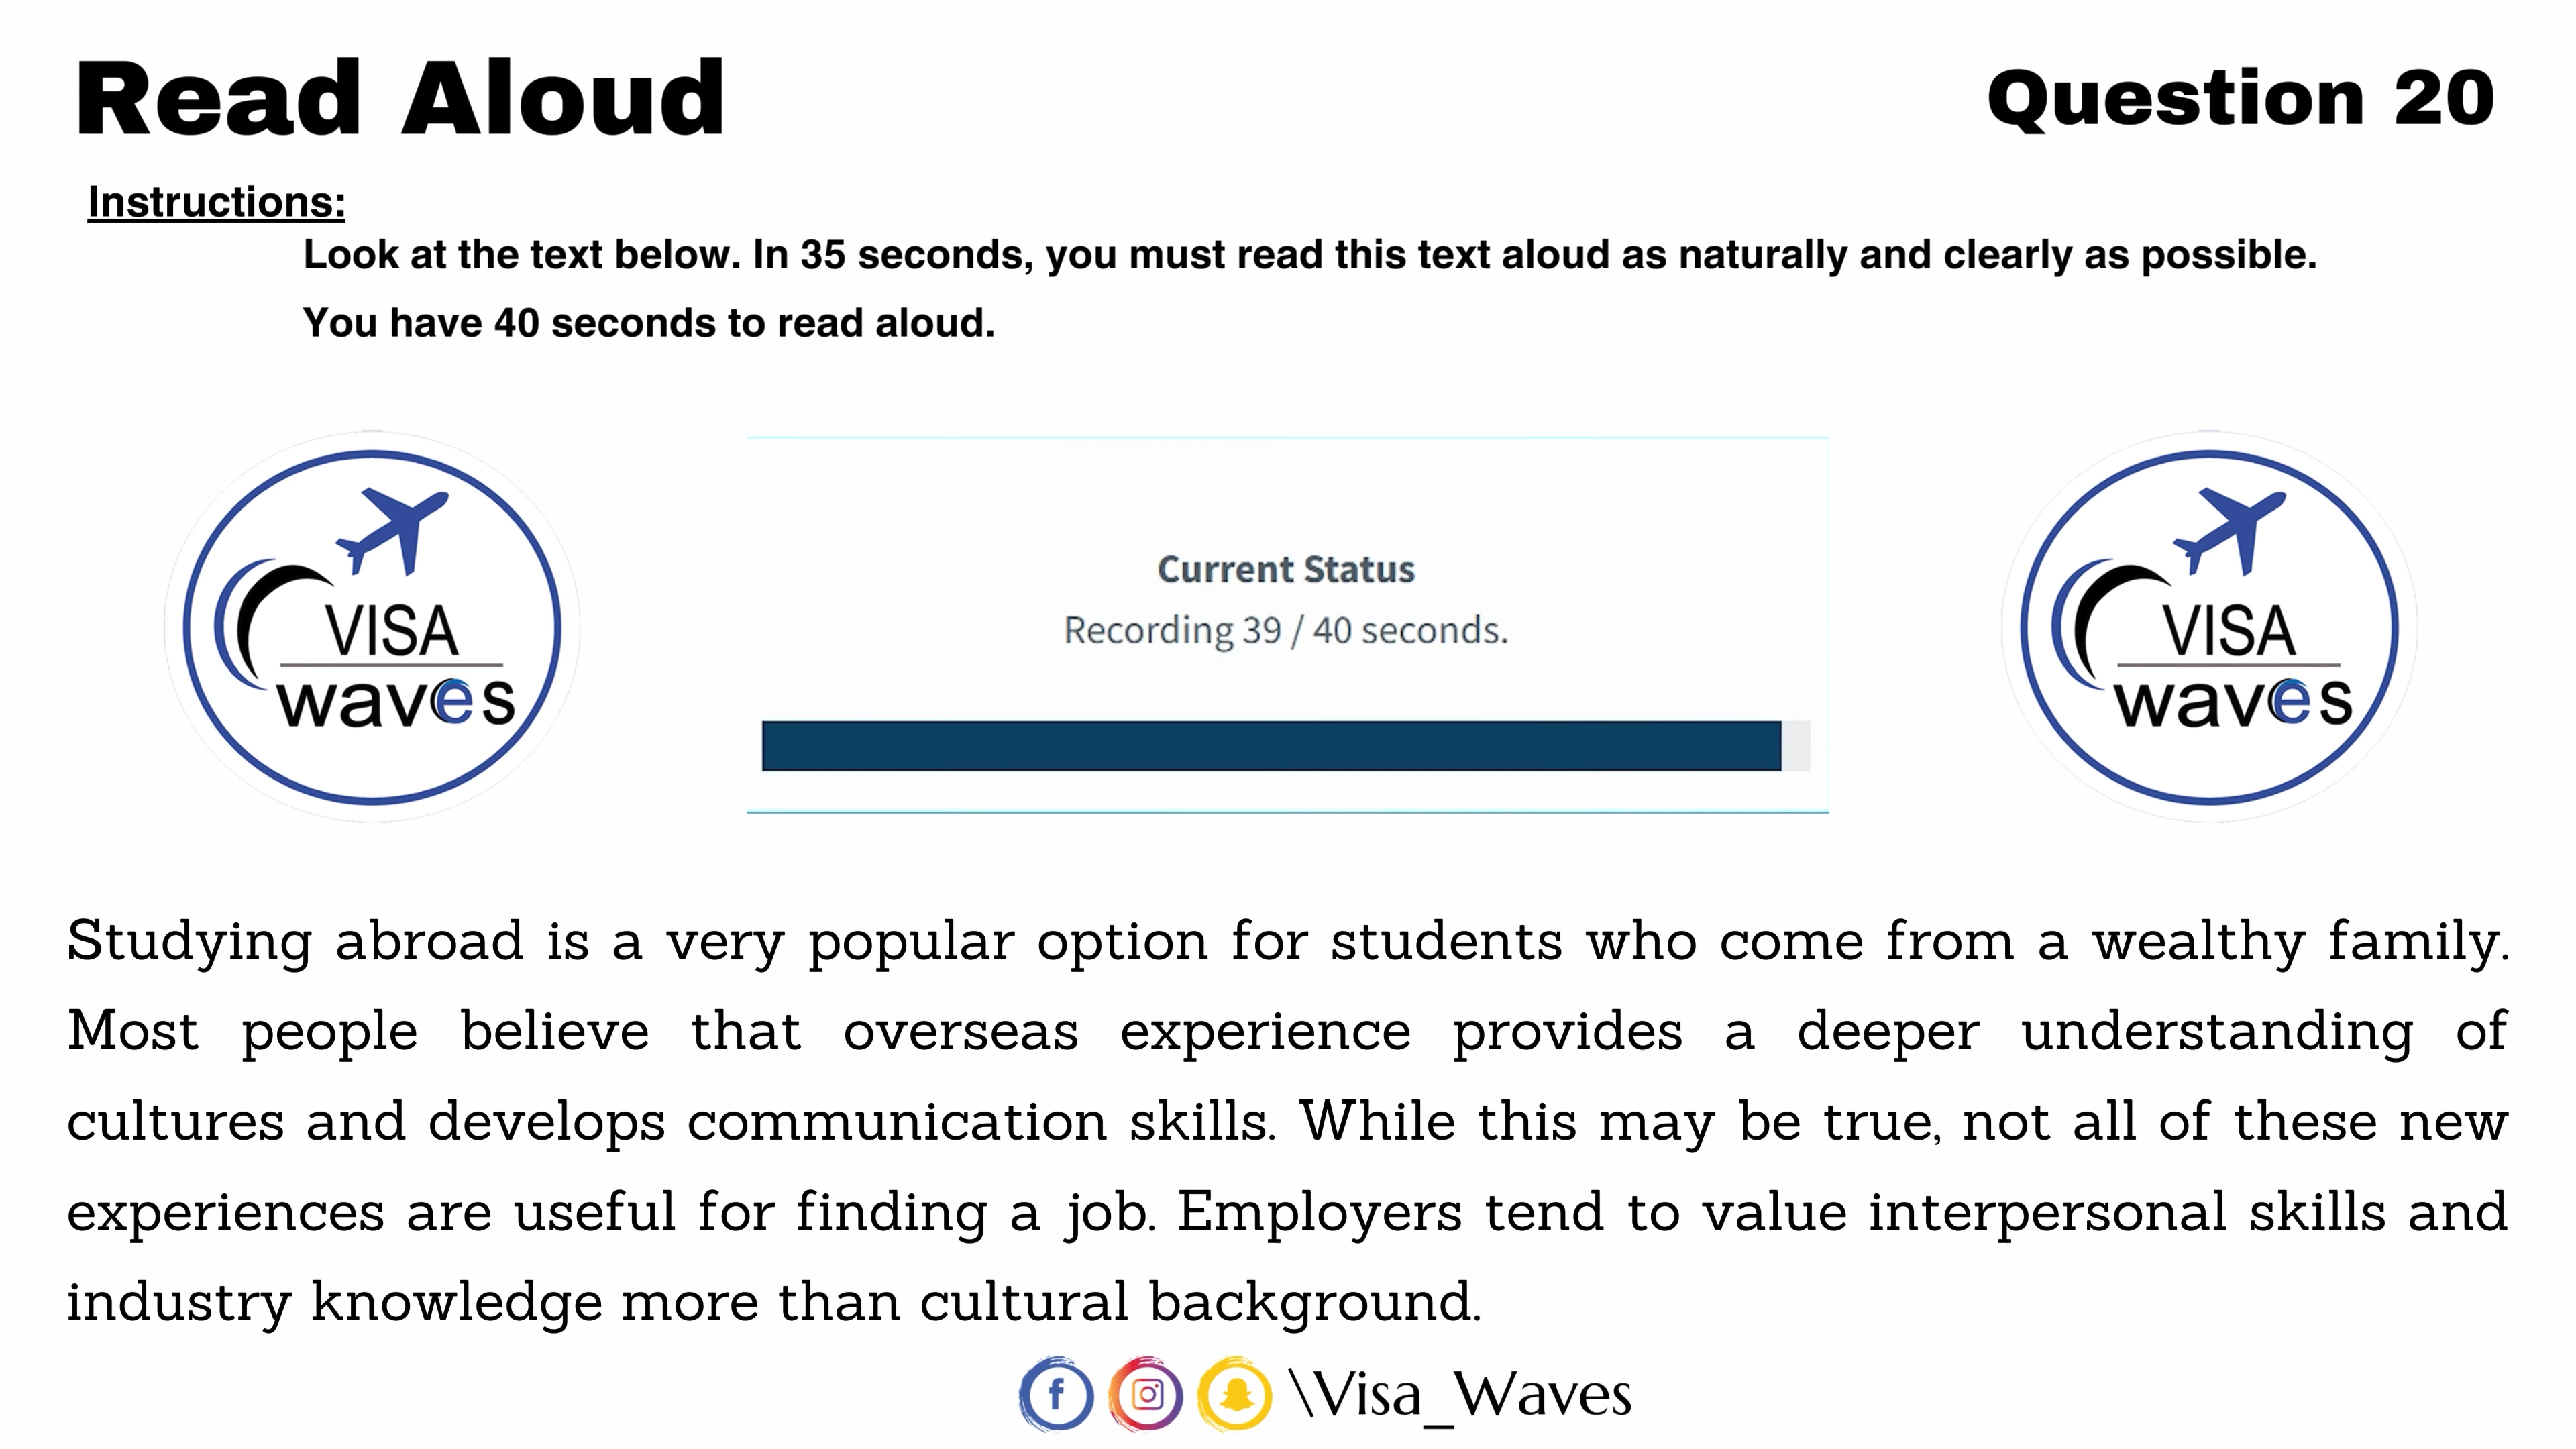 Read Aloud
Question 20
Instructions:
Look at the text below. In 35 seconds, you must read this text aloud as naturally and clearly as possible.
You have 40 seconds to read aloud.
VISA
waves
Current Status
Recording 39 / 40 seconds.
VISA
waves
Studying abroad is a very popular option for students who come from a wealthy family.
Most people believe that overseas experience provides a deeper understanding of
cultures and develops communication skills. While this may be true, not all of these new
experiences are useful for finding a job. Employers tend to value interpersonal skills and
industry knowledge more than cultural background.
\Visa_Waves